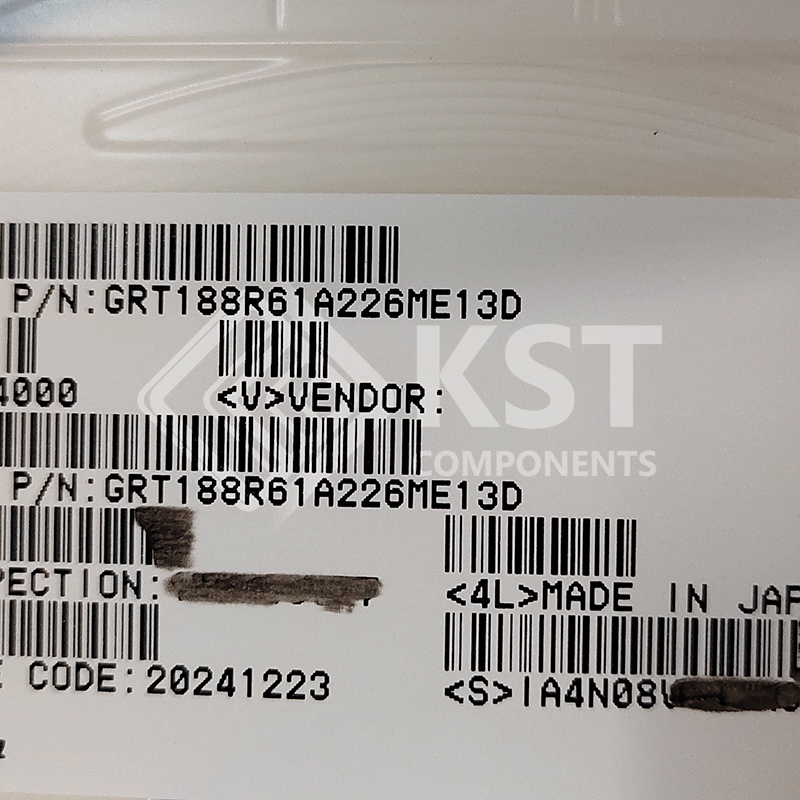 P/N:GRT188R61A226ME13D
4000 <V>VENDOR:
KST
COMPONENTS
P/N:GRT188R61A226ME13D
PECTION:
<4L>MADE IN JAP
E CODE:20241223
<S>IA4N08